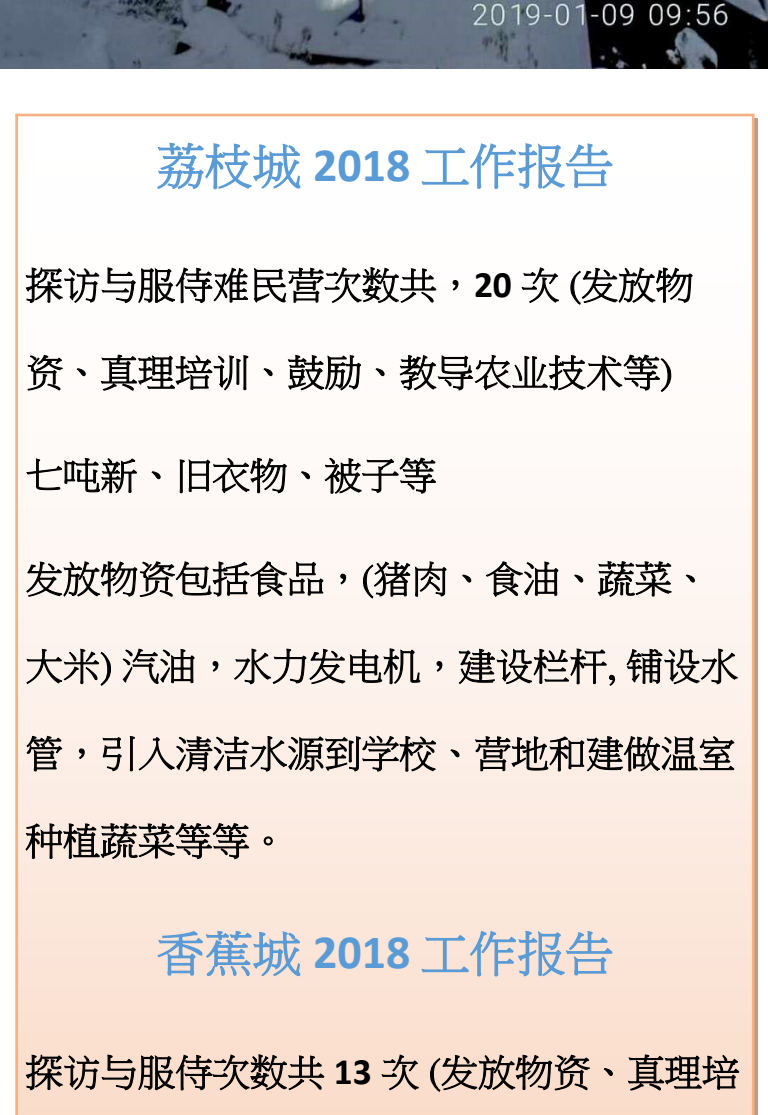 2019-01-09 09:56
荔枝城 2018 工作报告
探访与服侍难民营次数共，20 次 (发放物
资、真理培训、鼓励、教导农业技术等)
七吨新、旧衣物、被子等
发放物资包括食品，(猪肉、食油、蔬菜、
大米) 汽油，水力发电机，建设栏杆, 铺设水
管，引入清洁水源到学校、营地和建做温室
种植蔬菜等等。
香蕉城 2018 工作报告
探访与服侍次数共 13 次 (发放物资、真理培